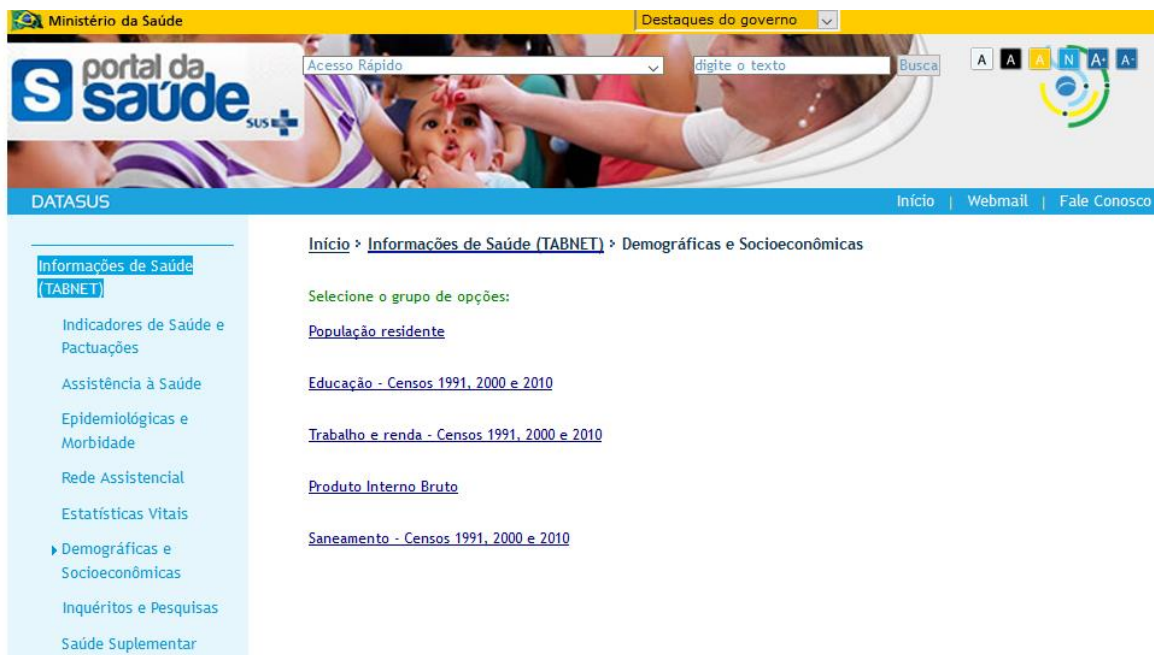 Ministério da Saúde
Destaques do governo
portal da
saúde
SUS
S
Acesso Rápido
digite o texto
Busca
A A A N A+ A-
DATASUS
Início | Webmail | Fale Conosco
Informações de Saúde
(TABNET)
Indicadores de Saúde e
Pactuações
Assistência à Saúde
Epidemiológicas e
Morbidade
Rede Assistencial
Estatísticas Vitais
Demográficas e
Socioeconômicas
Inquéritos e Pesquisas
Saúde Suplementar
Início > Informações de Saúde (TABNET) > Demográficas e Socioeconômicas
Selecione o grupo de opções:
População residente
Educação - Censos 1991, 2000 e 2010
Trabalho e renda - Censos 1991, 2000 e 2010
Produto Interno Bruto
Saneamento - Censos 1991, 2000 e 2010